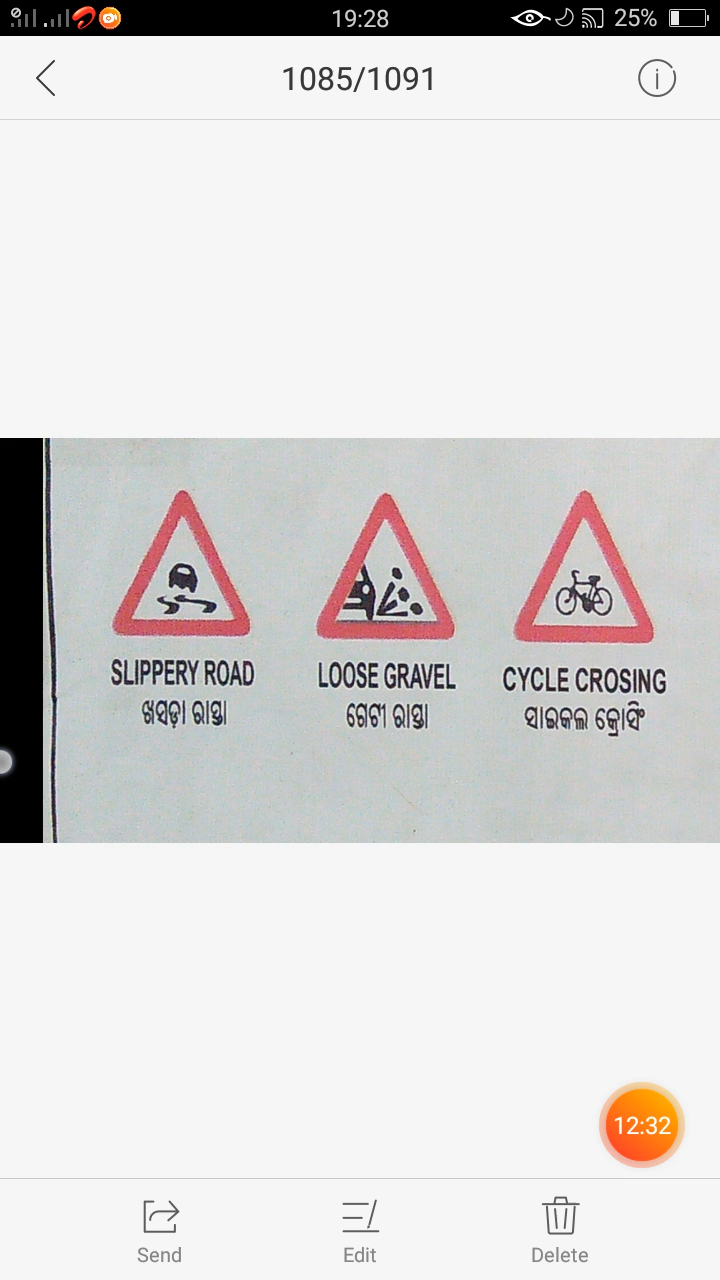 19:28
25%
1085/1091
SLIPPERY ROAD
ଖସଡ଼ା ରାସ୍ତା
LOOSE GRAVEL
ଗେଟୀ ରାସ୍ତା
CYCLE CROSING
ସାଇକଲ କ୍ରୋସିଂ
12:32
Send
Edit
Delete